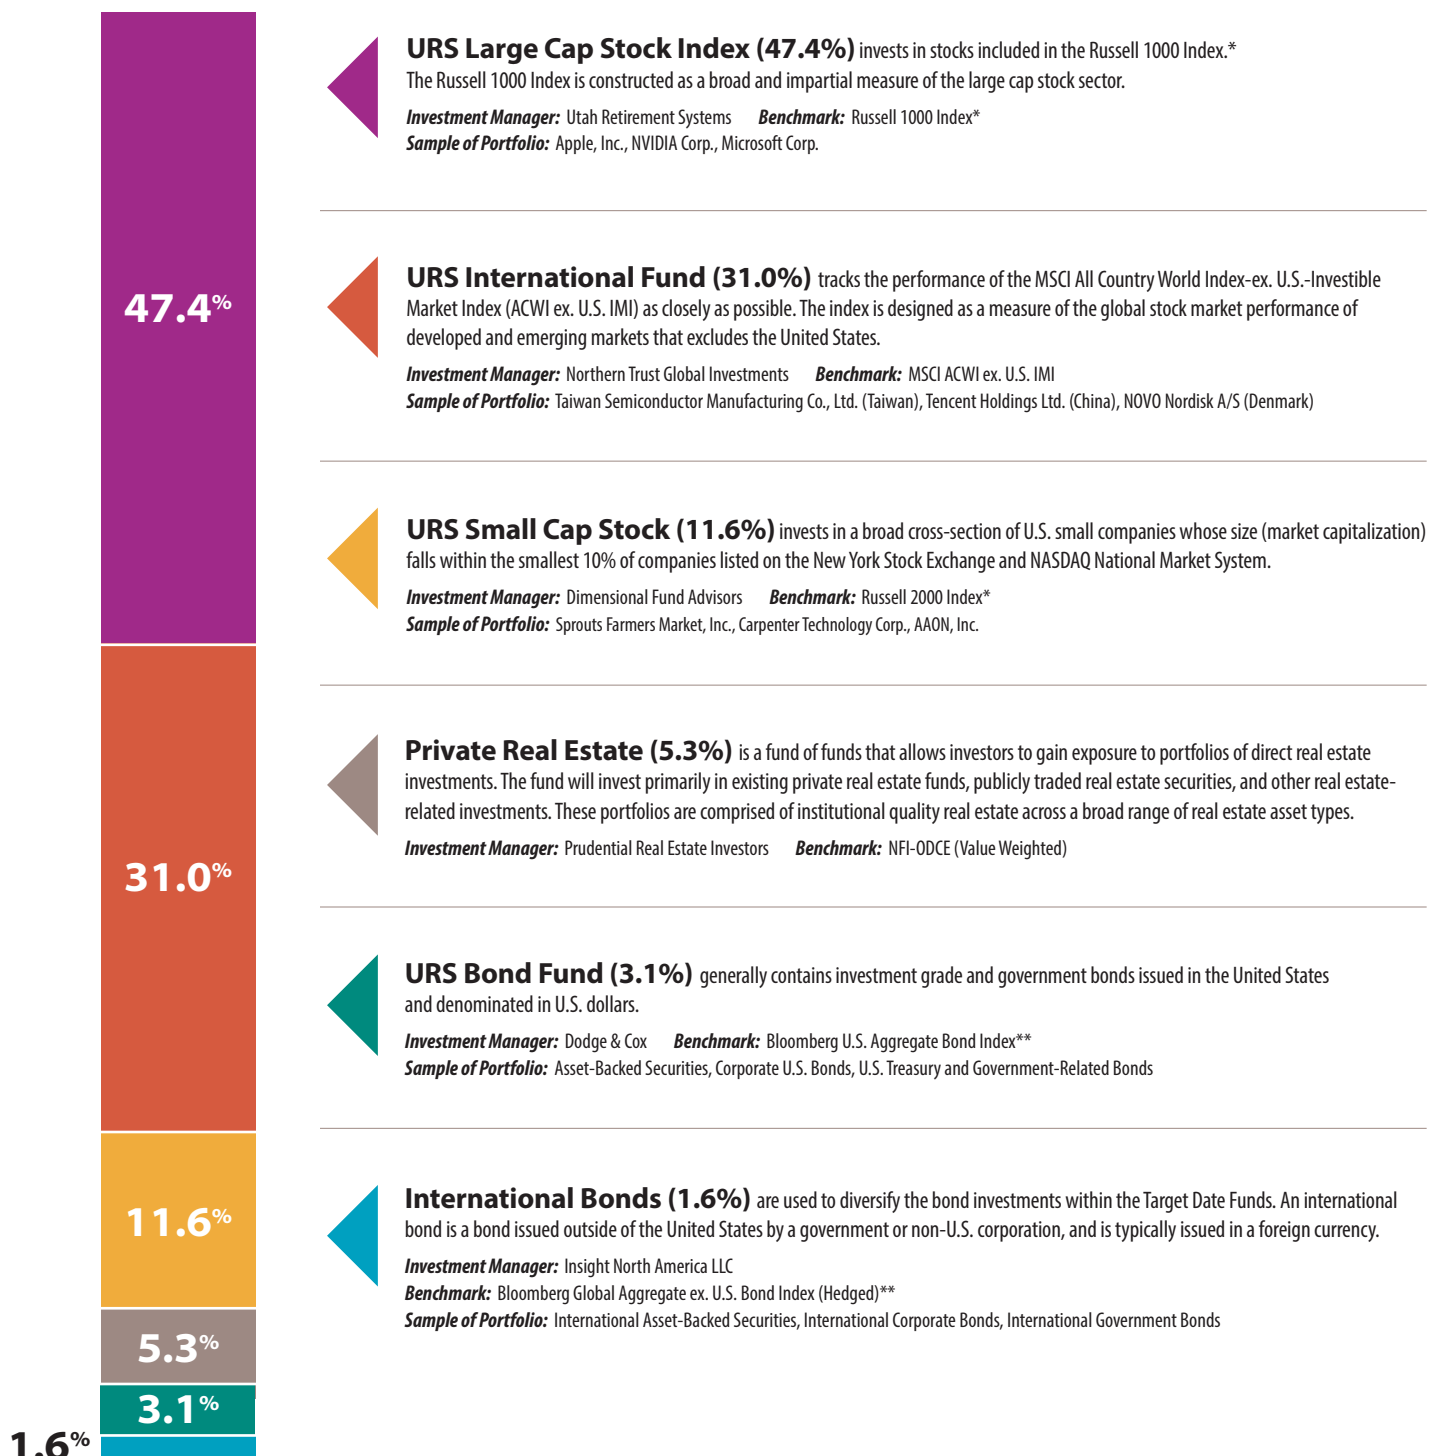 47.4%
31.0%
11.6%
5.3%
3.1%
1.6%
URS Large Cap Stock Index (47.4%) invests in stocks included in the Russell 1000 Index.*
The Russell 1000 Index is constructed as a broad and impartial measure of the large cap stock sector.
Investment Manager: Utah Retirement Systems Benchmark: Russell 1000 Index*
Sample of Portfolio: Apple, Inc., NVIDIA Corp., Microsoft Corp.
URS International Fund (31.0%) tracks the performance of the MSCI All Country World Index-ex. U.S.-Investible
Market Index (ACWI ex. U.S. IMI) as closely as possible. The index is designed as a measure of the global stock market performance of
developed and emerging markets that excludes the United States.
Investment Manager: Northern Trust Global Investments Benchmark: MSCI ACWI ex. U.S. IMI
Sample of Portfolio: Taiwan Semiconductor Manufacturing Co., Ltd. (Taiwan), Tencent Holdings Ltd. (China), NOVO Nordisk A/S (Denmark)
URS Small Cap Stock (11.6%) invests in a broad cross-section of U.S. small companies whose size (market capitalization)
falls within the smallest 10% of companies listed on the New York Stock Exchange and NASDAQ National Market System.
Investment Manager: Dimensional Fund Advisors Benchmark: Russell 2000 Index*
Sample of Portfolio: Sprouts Farmers Market, Inc., Carpenter Technology Corp., AAON, Inc.
Private Real Estate (5.3%) is a fund of funds that allows investors to gain exposure to portfolios of direct real estate
investments. The fund will invest primarily in existing private real estate funds, publicly traded real estate securities, and other real estate-
related investments. These portfolios are comprised of institutional quality real estate across a broad range of real estate asset types.
Investment Manager: Prudential Real Estate Investors Benchmark: NFI-ODCE (Value Weighted)
URS Bond Fund (3.1%) generally contains investment grade and government bonds issued in the United States
and denominated in U.S. dollars.
Investment Manager: Dodge & Cox Benchmark: Bloomberg U.S. Aggregate Bond Index**
Sample of Portfolio: Asset-Backed Securities, Corporate U.S. Bonds, U.S. Treasury and Government-Related Bonds
International Bonds (1.6%) are used to diversify the bond investments within the Target Date Funds. An international
bond is a bond issued outside of the United States by a government or non-U.S. corporation, and is typically issued in a foreign currency.
Investment Manager: Insight North America LLC
Benchmark: Bloomberg Global Aggregate ex. U.S. Bond Index (Hedged)**
Sample of Portfolio: International Asset-Backed Securities, International Corporate Bonds, International Government Bonds